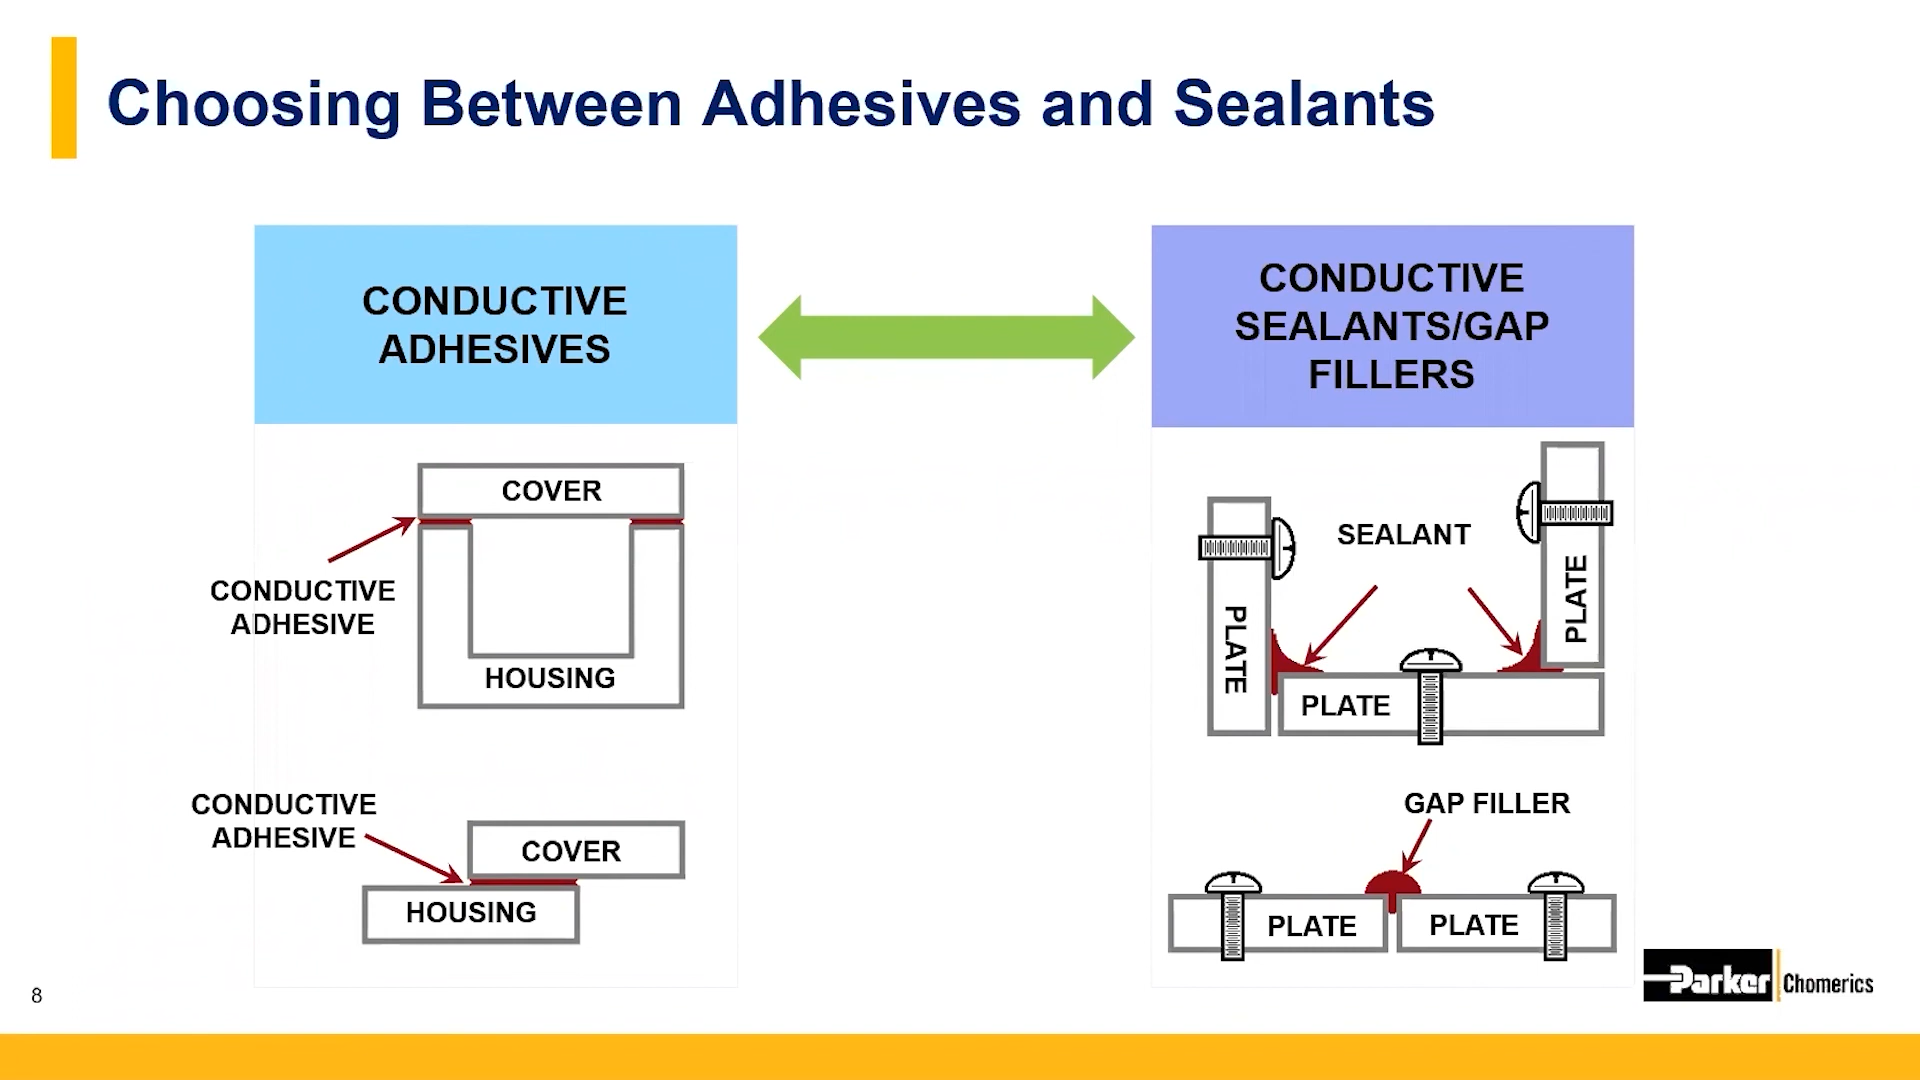 Choosing Between Adhesives and Sealants
CONDUCTIVE
ADHESIVES
CONDUCTIVE
SEALANTS/GAP
FILLERS
COVER
CONDUCTIVE
ADHESIVE
HOUSING
CONDUCTIVE
ADHESIVE
COVER
HOUSING
SEALANT
PLATE
PLATE
PLATE
GAP FILLER
PLATE
PLATE
8
Parker
Chomerics